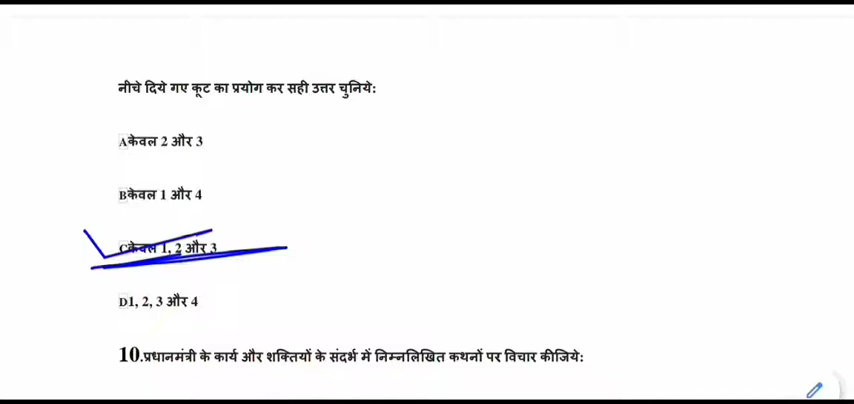 नीचे दिये गए कूट का प्रयोग कर सही उत्तर चुनिये:
Aकेवल 2 और 3
Bकेवल 1 और 4
Cकेवल 1, 2 और 3
D1, 2, 3 और 4
10.प्रधानमंत्री के कार्य और शक्तियों के संदर्भ में निम्नलिखित कथनों पर विचार कीजिये: